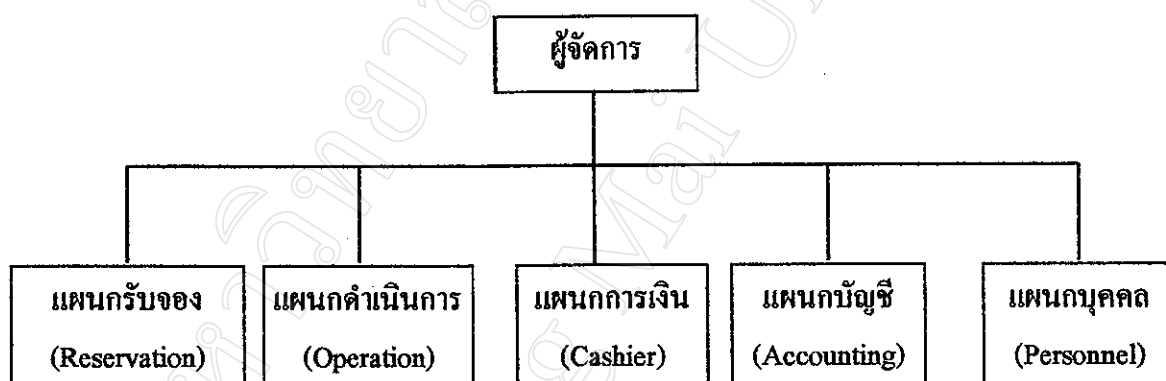 ผู้จัดการ
แผนกรับจอง
(Reservation)
แผนกดำเนินการ
(Operation)
แผนกการเงิน
(Cashier)
แผนกบัญชี
(Accounting)
แผนกบุคคล
(Personnel)